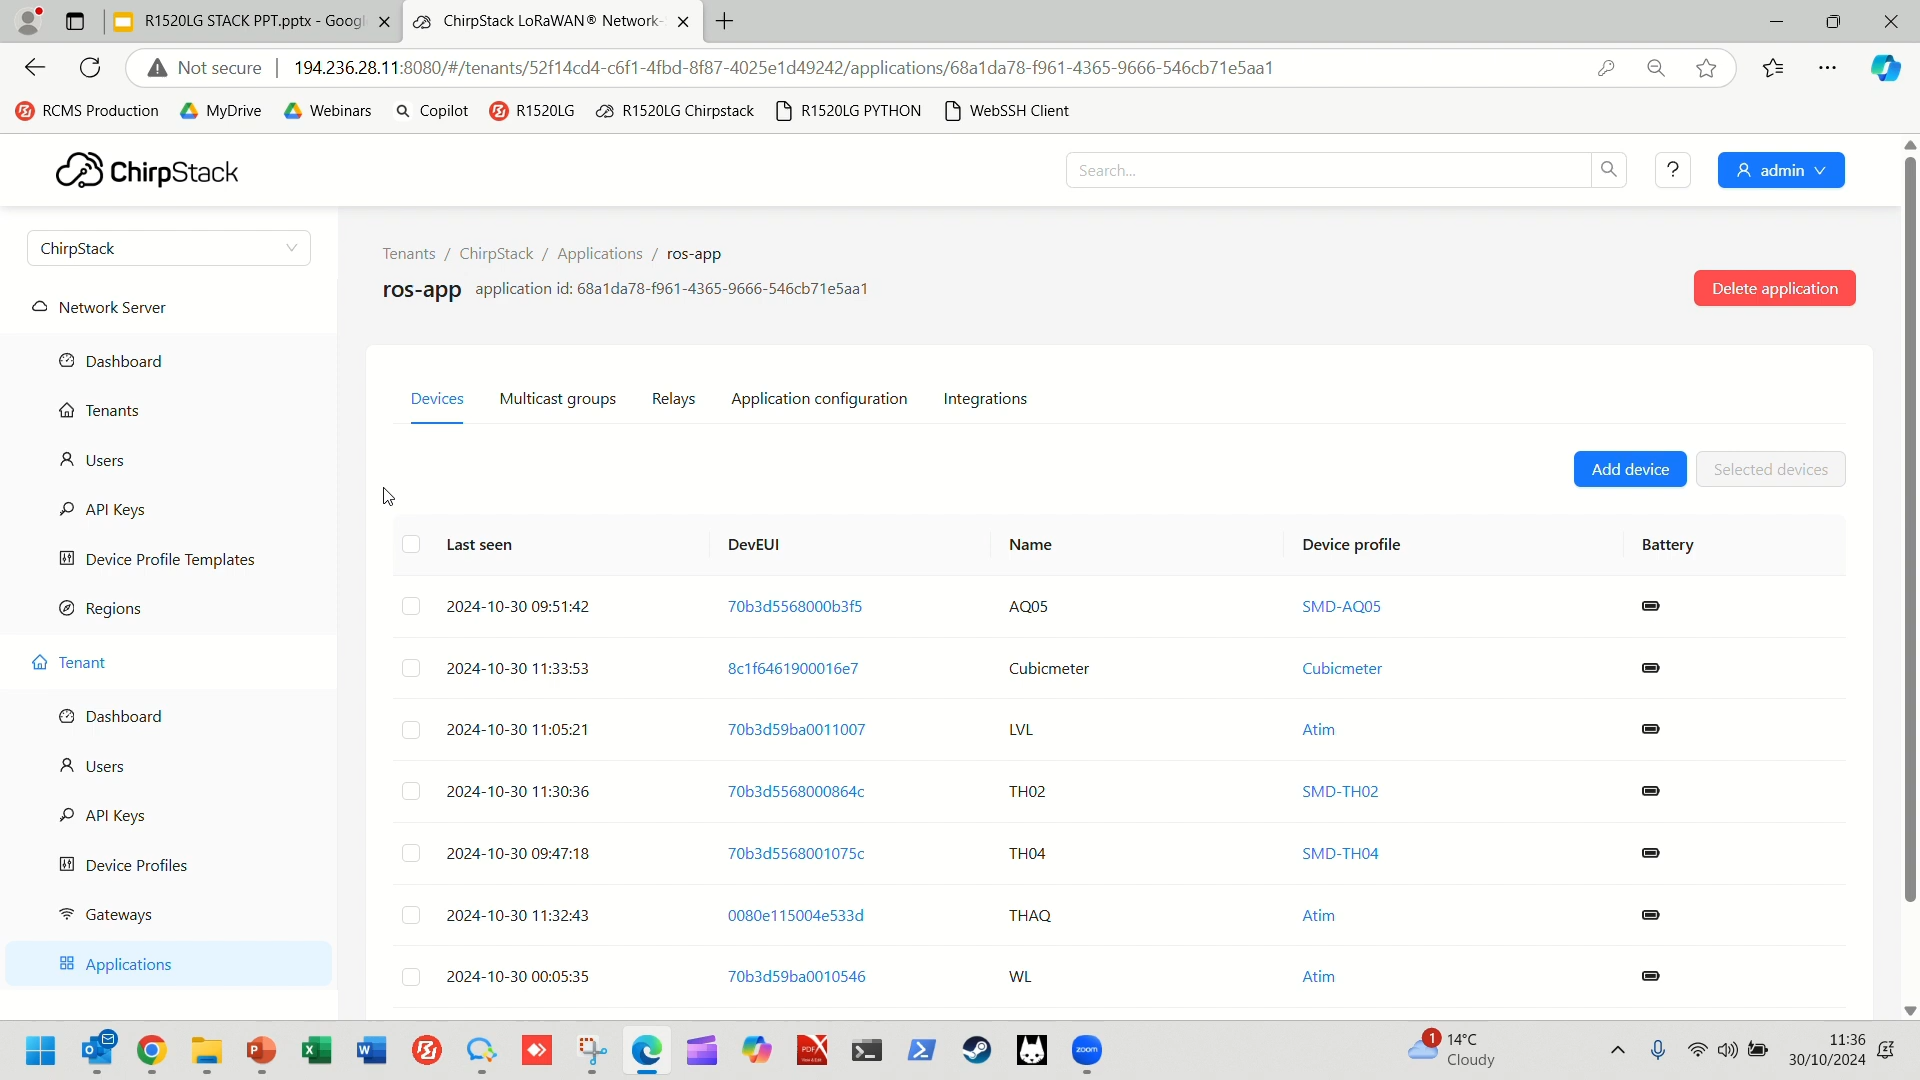 R1520LG STACK PPT.pptx - Googl
ChirpStack LoRaWAN® Network-
Not secure
194.236.28.11:8080/#/tenants/52f14cd4-c6f1-4fbd-8f87-4025e1d49242/applications/68a1da78-f961-4365-9666-546cb71e5aa1
RCMS Production
MyDrive
Webinars
Copilot
R1520LG
R1520LG Chirpstack
R1520LG PYTHON
WebSSH Client
ChirpStack
Search...
?
admin
ChirpStack
Network Server
Dashboard
Tenants
Users
API Keys
Device Profile Templates
Regions
Tenant
Dashboard
Users
API Keys
Device Profiles
Gateways
Applications
Tenants / ChirpStack / Applications / ros-app
ros-app application id: 68a1da78-f961-4365-9666-546cb71e5aa1
Delete application
Devices Multicast groups Relays Application configuration Integrations
Add device Selected devices
Last seen DevEUI Name Device profile Battery
2024-10-30 09:51:42 70b3d5568000b3f5 AQ05 SMD-AQ05
2024-10-30 11:33:53 8c1f6461900016e7 Cubicmeter Cubicmeter
2024-10-30 11:05:21 70b3d59ba0011007 LVL Atim
2024-10-30 11:30:36 70b3d5568000864c TH02 SMD-TH02
2024-10-30 09:47:18 70b3d5568001075c TH04 SMD-TH04
2024-10-30 11:32:43 0080e115004e533d THAQ Atim
2024-10-30 00:05:35 70b3d59ba0010546 WL Atim
1
14°C
Cloudy
zoom
11:36
30/10/2024